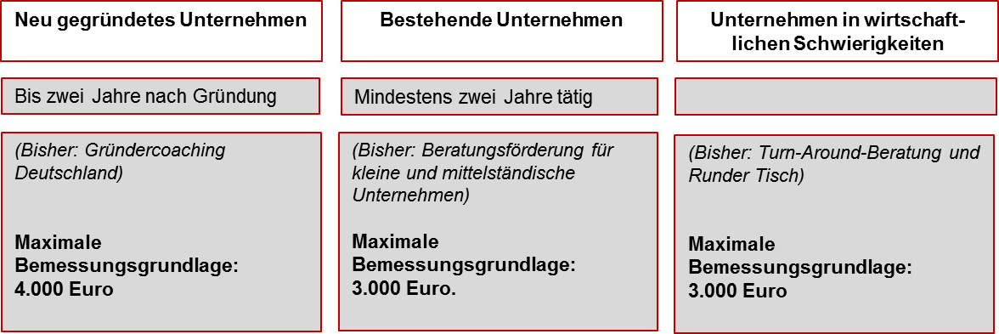 Neu gegründetes Unternehmen
Bestehende Unternehmen
Unternehmen in wirtschaft-
lichen Schwierigkeiten
Bis zwei Jahre nach Gründung
Mindestens zwei Jahre tätig
(Bisher: Gründercoaching
Deutschland)
Maximale
Bemessungsgrundlage:
4.000 Euro
(Bisher: Beratungsförderung für
kleine und mittelständische
Unternehmen)
Maximale
Bemessungsgrundlage:
3.000 Euro.
(Bisher: Turn-Around-Beratung und
Runder Tisch)
Maximale
Bemessungsgrundlage:
3.000 Euro